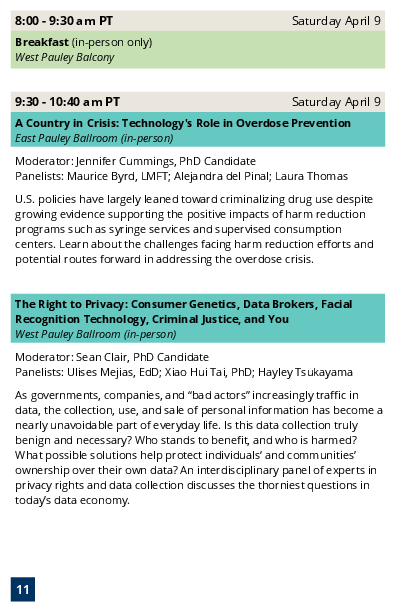 8:00 - 9:30 am PT Saturday April 9
Breakfast (in-person only)
West Pauley Balcony
9:30 - 10:40 am PT Saturday April 9
A Country in Crisis: Technology's Role in Overdose Prevention
East Pauley Ballroom (in-person)
Moderator: Jennifer Cummings, PhD Candidate
Panelists: Maurice Byrd, LMFT; Alejandra del Pinal; Laura Thomas
U.S. policies have largely leaned toward criminalizing drug use despite
growing evidence supporting the positive impacts of harm reduction
programs such as syringe services and supervised consumption
centers. Learn about the challenges facing harm reduction efforts and
potential routes forward in addressing the overdose crisis.
The Right to Privacy: Consumer Genetics, Data Brokers, Facial
Recognition Technology, Criminal Justice, and You
West Pauley Ballroom (in-person)
Moderator: Sean Clair, PhD Candidate
Panelists: Ulises Mejias, EdD; Xiao Hui Tai, PhD; Hayley Tsukayama
As governments, companies, and “bad actors” increasingly traffic in
data, the collection, use, and sale of personal information has become a
nearly unavoidable part of everyday life. Is this data collection truly
benign and necessary? Who stands to benefit, and who is harmed?
What possible solutions help protect individuals’ and communities’
ownership over their own data? An interdisciplinary panel of experts in
privacy rights and data collection discusses the thorniest questions in
today’s data economy.
11